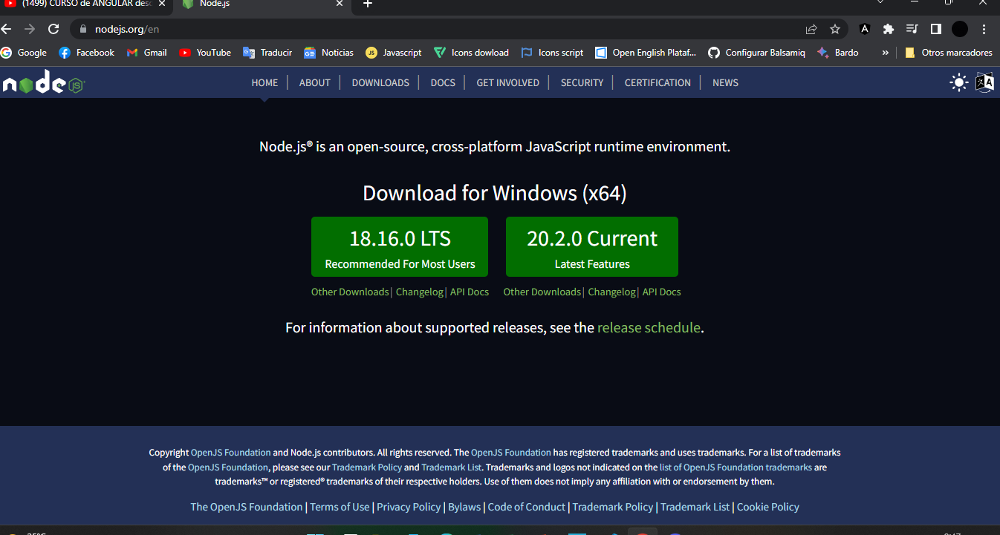 (1499) CURSO de ANGULAR desc
Node.js
nodejs.org/en
Google Facebook Gmail YouTube Traducir Noticias Javascript Icons dowload Icons script Open English Plataf... Configurar Balsamiq Bardo » Otros marcadores
node JS
HOME | ABOUT | DOWNLOADS | DOCS | GET INVOLVED | SECURITY | CERTIFICATION | NEWS
Node.js® is an open-source, cross-platform JavaScript runtime environment.
Download for Windows (x64)
18.16.0 LTS
Recommended For Most Users
20.2.0 Current
Latest Features
Other Downloads | Changelog | API Docs
Other Downloads | Changelog | API Docs
For information about supported releases, see the release schedule.
Copyright OpenJS Foundation and Node.js contributors. All rights reserved. The OpenJS Foundation has registered trademarks and uses trademarks. For a list of trademarks
of the OpenJS Foundation, please see our Trademark Policy and Trademark List. Trademarks and logos not indicated on the list of OpenJS Foundation trademarks are
trademarks™ or registered® trademarks of their respective holders. Use of them does not imply any affiliation with or endorsement by them.
The OpenJS Foundation | Terms of Use | Privacy Policy | Bylaws | Code of Conduct | Trademark Policy | Trademark List | Cookie Policy